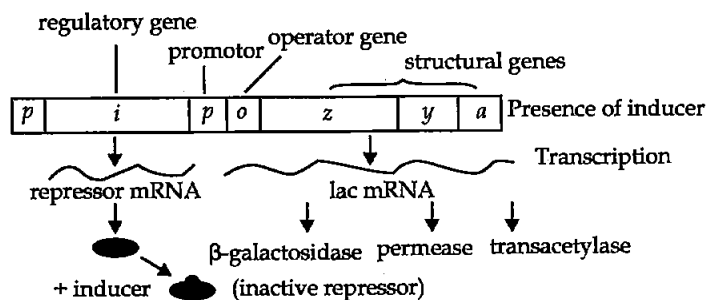 regulatory gene
promotor
operator gene
structural genes
p i p o z y a Presence of inducer
Transcription
repressor mRNA
lac mRNA
β-galactosidase permease transacetylase
+ inducer (inactive repressor)